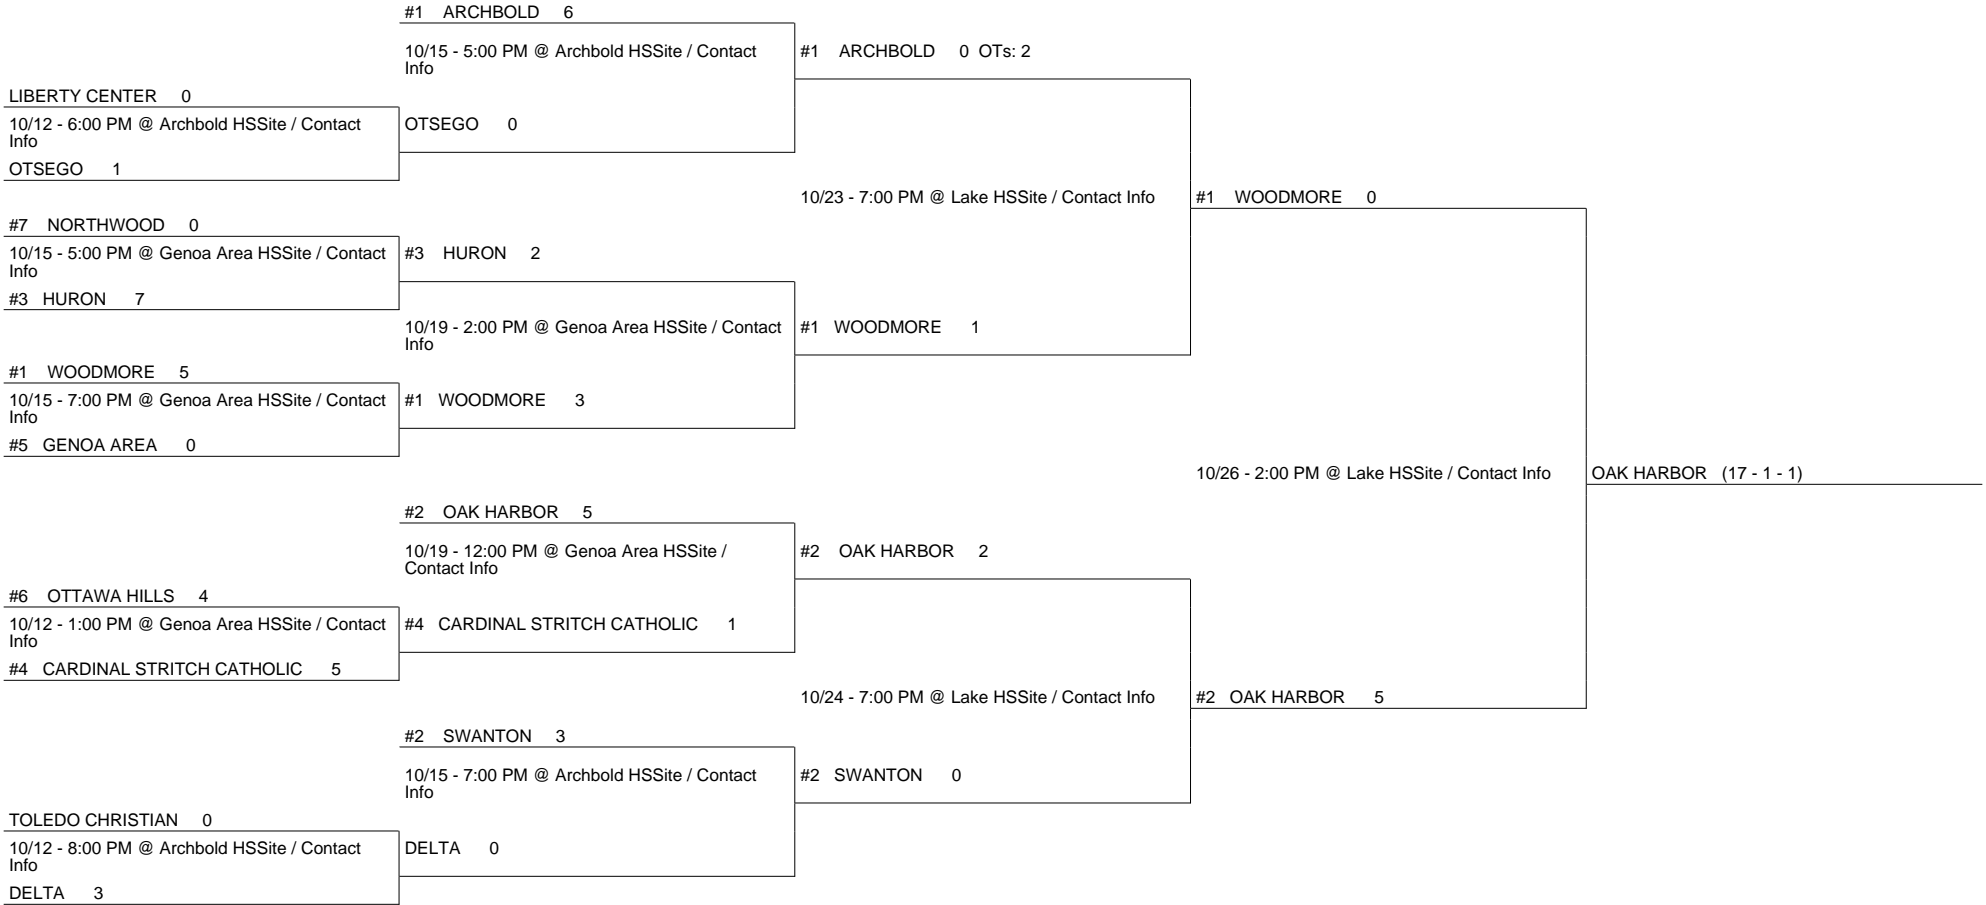 #1 ARCHBOLD 6
10/15 - 5:00 PM @ Archbold HSSite / Contact
Info
#1 ARCHBOLD 0 OTs: 2
LIBERTY CENTER 0
10/12 - 6:00 PM @ Archbold HSSite / Contact
Info
OTSEGO 0
OTSEGO 1
10/23 - 7:00 PM @ Lake HSSite / Contact Info
#1 WOODMORE 0
#7 NORTHWOOD 0
10/15 - 5:00 PM @ Genoa Area HSSite / Contact
Info
#3 HURON 2
#3 HURON 7
10/19 - 2:00 PM @ Genoa Area HSSite / Contact
Info
#1 WOODMORE 1
#1 WOODMORE 5
10/15 - 7:00 PM @ Genoa Area HSSite / Contact
Info
#1 WOODMORE 3
#5 GENOA AREA 0
10/26 - 2:00 PM @ Lake HSSite / Contact Info
OAK HARBOR (17 - 1 - 1)
#2 OAK HARBOR 5
10/19 - 12:00 PM @ Genoa Area HSSite /
Contact Info
#2 OAK HARBOR 2
#6 OTTAWA HILLS 4
10/12 - 1:00 PM @ Genoa Area HSSite / Contact
Info
#4 CARDINAL STRITCH CATHOLIC 1
#4 CARDINAL STRITCH CATHOLIC 5
10/24 - 7:00 PM @ Lake HSSite / Contact Info
#2 OAK HARBOR 5
#2 SWANTON 3
10/15 - 7:00 PM @ Archbold HSSite / Contact
Info
#2 SWANTON 0
TOLEDO CHRISTIAN 0
10/12 - 8:00 PM @ Archbold HSSite / Contact
Info
DELTA 0
DELTA 3